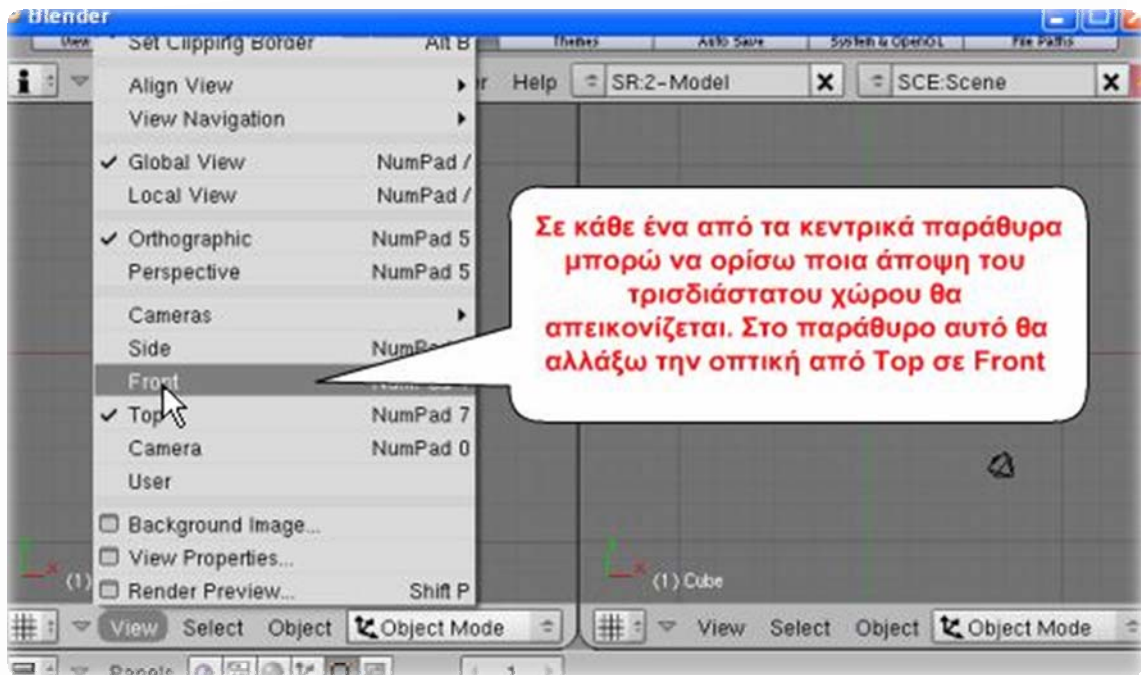 Blender
View Set Clipping Border Alt B Themes Auto Save System & OpenGL File Paths
Align View Help SR:2-Model SCE:Scene
View Navigation
Global View NumPad /
Local View NumPad /
Orthographic NumPad 5
Perspective NumPad 5
Cameras
Side
Front
Top NumPad 7
Camera NumPad 0
User
Background Image...
View Properties...
Render Preview... Shift P
Σε κάθε ένα από τα κεντρικά παράθυρα
μπορώ να ορίσω ποια άποψη του
τρισδιάστατου χώρου θα
απεικονίζεται. Στο παράθυρο αυτό θα
αλλάξω την οπτική από Top σε Front
(1) (1) Cube
View Select Object Object Mode View Select Object Object Mode
Panels 1